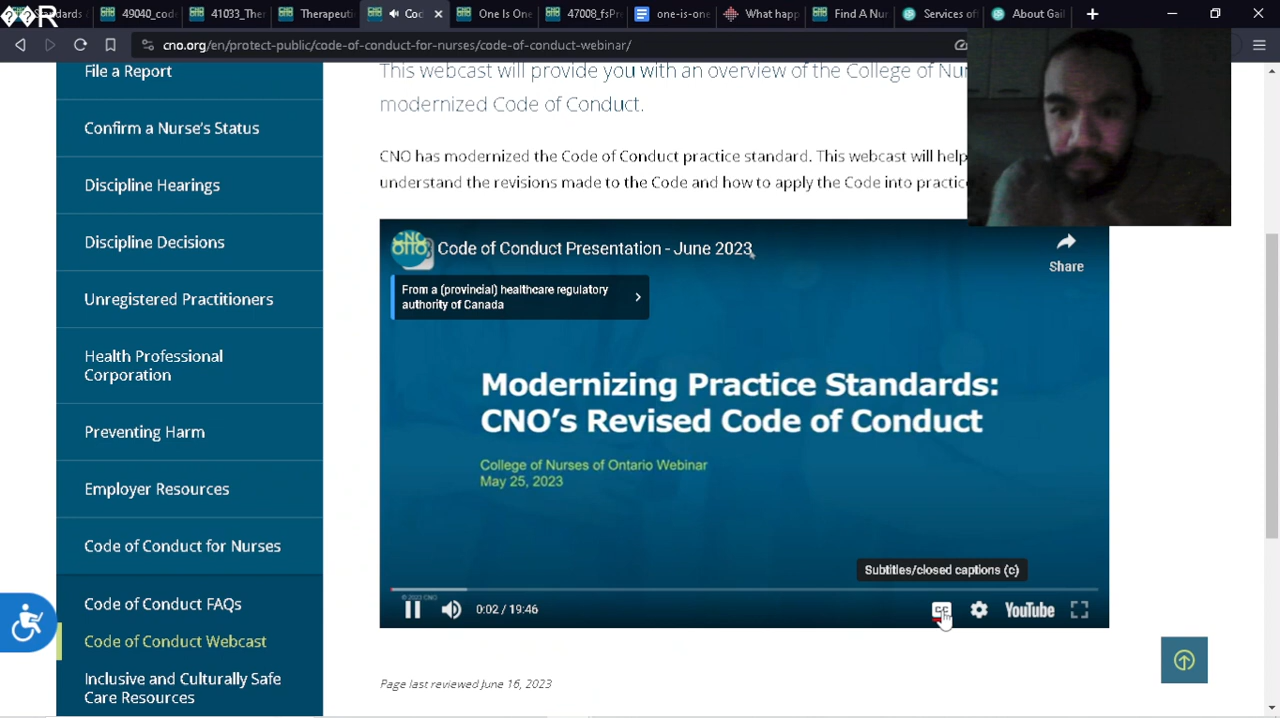 ��R
Standards
49040_cod
41033_The
Therapeuti
Cod
One Is One
47008_fsPr
one-is-one
What happ
Find A Nur
Services of
About Gail
cno.org/en/protect-public/code-of-conduct-for-nurses/code-of-conduct-webinar/
File a Report
Confirm a Nurse's Status
Discipline Hearings
Discipline Decisions
Unregistered Practitioners
Health Professional
Corporation
Preventing Harm
Employer Resources
Code of Conduct for Nurses
Code of Conduct FAQs
Code of Conduct Webcast
Inclusive and Culturally Safe
Care Resources
This webcast will provide you with an overview of the College of Nu
modernized Code of Conduct.
CNO has modernized the Code of Conduct practice standard. This webcast will help
understand the revisions made to the Code and how to apply the Code into practice
CNO
Code of Conduct Presentation - June 2023
Share
From a (provincial) healthcare regulatory
authority of Canada
Modernizing Practice Standards:
CNO's Revised Code of Conduct
College of Nurses of Ontario Webinar
May 25, 2023
Subtitles/closed captions (c)
© 2023 CNO
0:02 / 19:46
CC
YouTube
Page last reviewed June 16, 2023